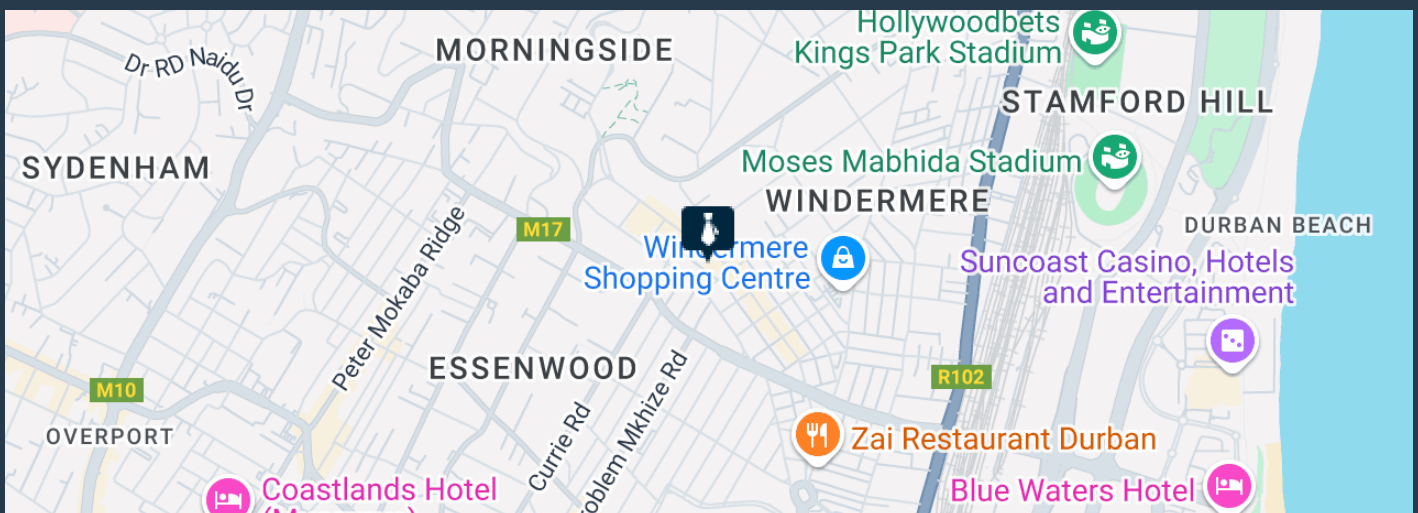 Hollywoodbets
Kings Park Stadium
MORNINGSIDE
Dr RD Naidu Dr
STAMFORD HILL
SYDENHAM
Moses Mabhida Stadium
WINDERMERE
M17
DURBAN BEACH
Peter Mokaba Ridge
Windermere
Shopping Centre
Suncoast Casino, Hotels
and Entertainment
ESSENWOOD
R102
M10
OVERPORT
Currie Rd
Mkhize Rd
Zai Restaurant Durban
Coastlands Hotel
Blue Waters Hotel